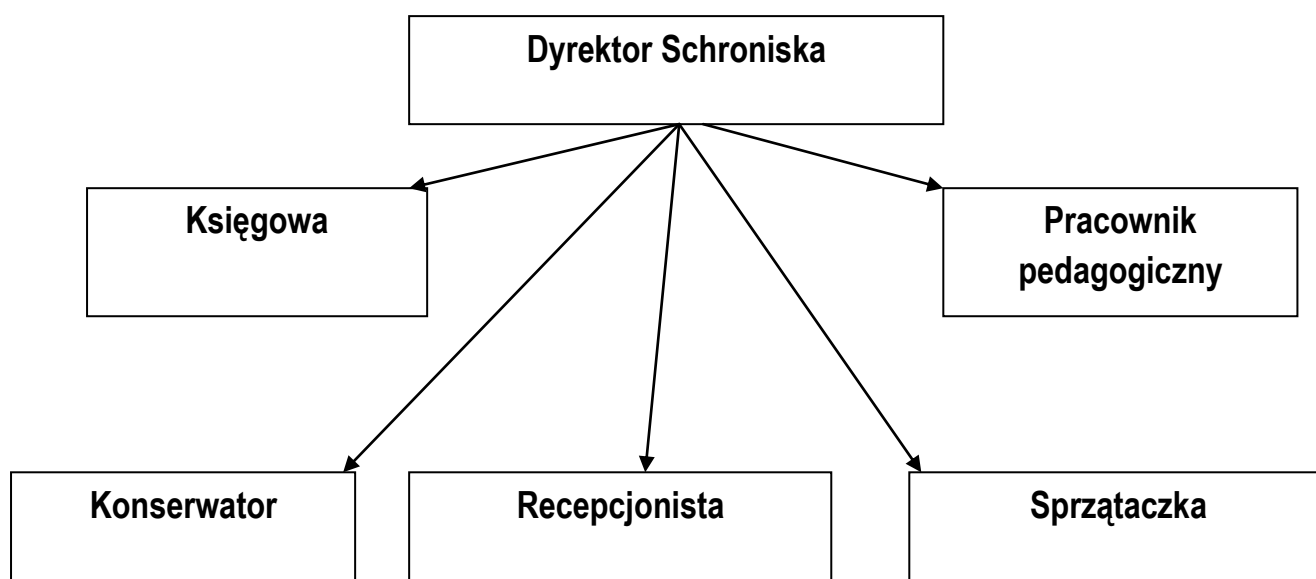 Dyrektor Schroniska
Księgowa
Pracownik
pedagogiczny
Konserwator
Recepcjonista
Sprzątaczka